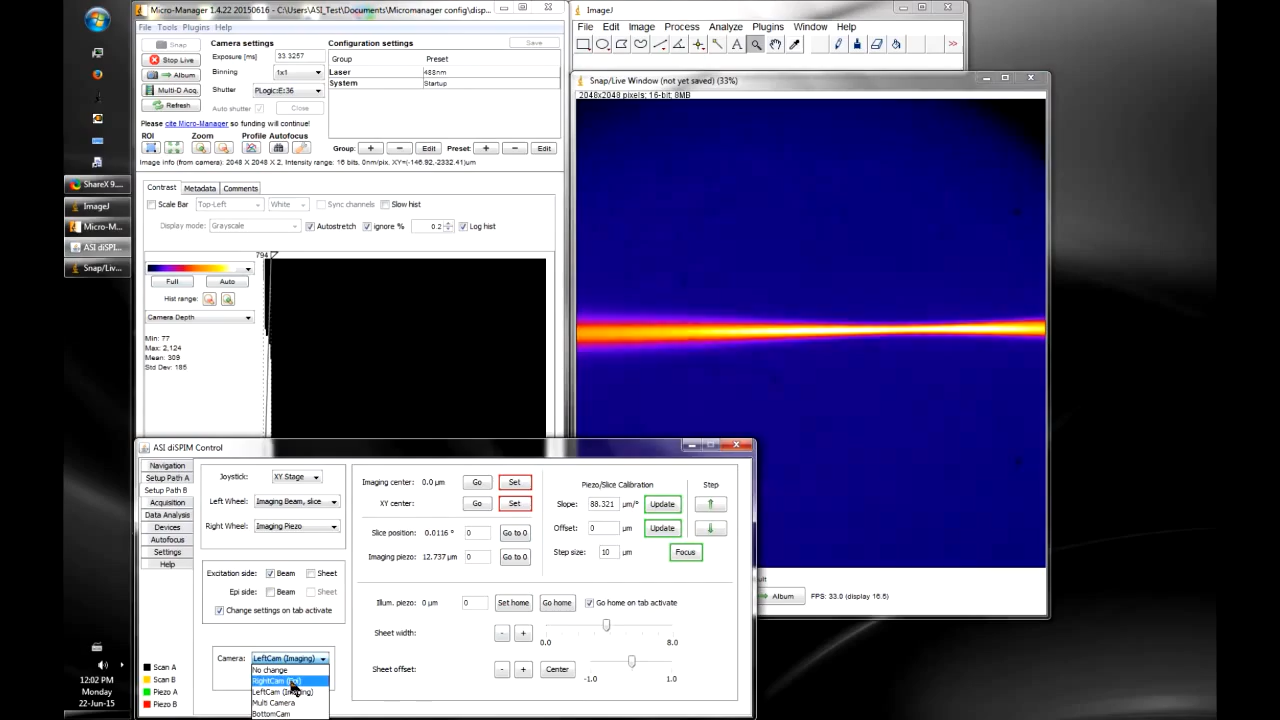 Micro-Manager 1.4.22 20150616 - C:\Users\ASI_Test\Documents\Micromanager config\disp...
File Tools Plugins Help
Snap
Stop Live
Album
Multi-D Acq.
Refresh
Camera settings
Exposure [ms] 33.3257
Binning 1x1
Shutter PLogic:E:36
Auto shutter Close
Configuration settings
Save
Group Preset
Laser 488nm
System Startup
Please cite Micro-Manager so funding will continue!
ROI Zoom Profile Autofocus
Group: + − Edit Preset: + − Edit
Image info (from camera): 2048 X 2048 X 2, Intensity range: 16 bits, 0nm/pix, XY=(-146.92,-2332.41)um
Contrast Metadata Comments
Scale Bar Top-Left White Sync channels Slow hist
Display mode: Grayscale Autostretch ignore % 0.2 Log hist
794
Full Auto
Hist range:
Camera Depth
Min: 77
Max: 2,124
Mean: 309
Std Dev: 185
ImageJ
File Edit Image Process Analyze Plugins Window Help
A
>>
Snap/Live Window (not yet saved) (33%)
2048x2048 pixels; 16-bit; 8MB
Album FPS: 33.0 (display 16.6)
ShareX 9....
ImageJ
Micro-M...
ASI diSPI...
Snap/Liv...
ASI diSPIM Control
Navigation
Setup Path A
Setup Path B
Acquisition
Data Analysis
Devices
Autofocus
Settings
Help
Joystick: XY Stage
Left Wheel: Imaging Beam, slice
Right Wheel: Imaging Piezo
Excitation side: Beam Sheet
Epi side: Beam Sheet
Change settings on tab activate
Camera: LeftCam (Imaging)
No change
RightCam
LeftCam (Imaging)
Multi Camera
BottomCam
Imaging center: 0.0 µm Go Set
XY center: Go Set
Slice position: 0.0116 ° 0 Go to 0
Imaging piezo: 12.737 µm 0 Go to 0
Piezo/Slice Calibration
Slope: 88.321 µm/° Update
Offset: 0 µm Update
Step size: 10 µm Focus
Step
Illum. piezo: 0 µm 0 Set home Go home Go home on tab activate
Sheet width: - +
0.0 8.0
Sheet offset: - + Center
-1.0 1.0
Scan A
Scan B
Piezo A
Piezo B
12:02 PM
Monday
22-Jun-15